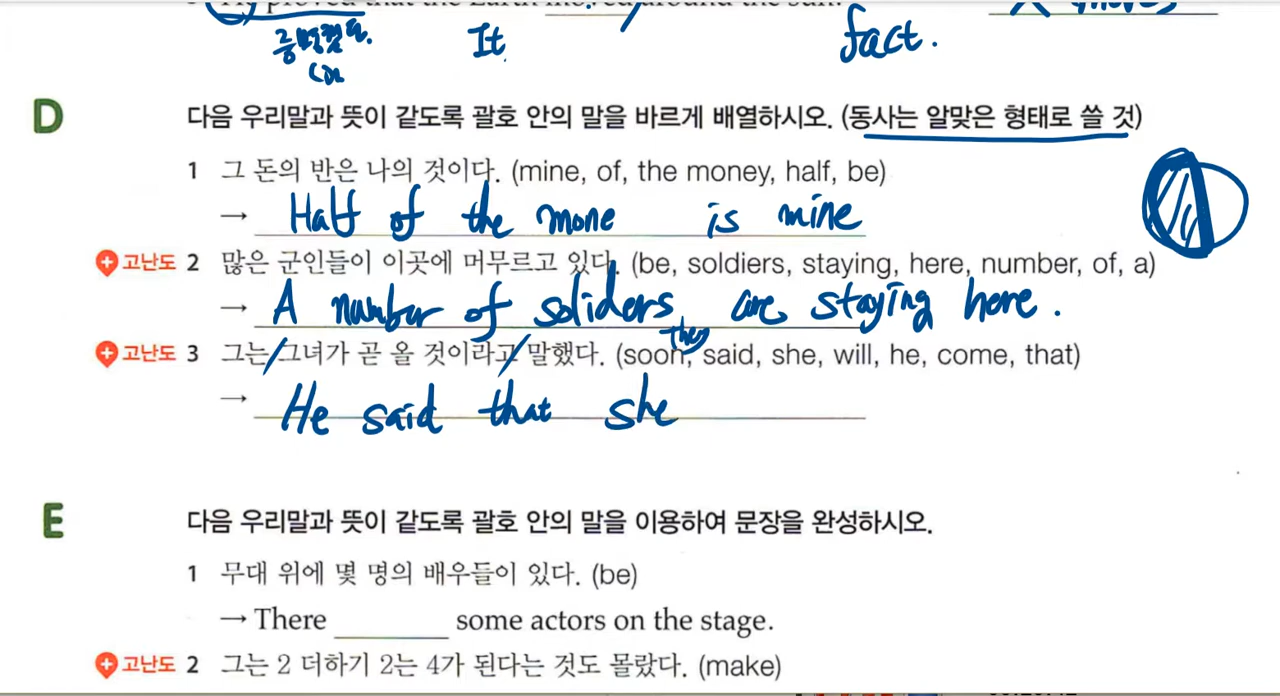 proved that the Earth moved around the sun.
It fact.
D 다음 우리말과 뜻이 같도록 괄호 안의 말을 바르게 배열하시오. (동사는 알맞은 형태로 쓸 것)
1 그 돈의 반은 나의 것이다. (mine, of, the money, half, be)
→ Half of the mone is mine
고난도 2 많은 군인들이 이곳에 머무르고 있다. (be, soldiers, staying, here, number, of, a)
→ A number of soliders are staying here.
They
고난도 3 그는/그녀가 곧 올 것이라고/말했다. (soon, said, she, will, he, come, that)
→ He said that she
E 다음 우리말과 뜻이 같도록 괄호 안의 말을 이용하여 문장을 완성하시오.
1 무대 위에 몇 명의 배우들이 있다. (be)
→ There ________ some actors on the stage.
고난도 2 그는 2 더하기 2는 4가 된다는 것도 몰랐다. (make)